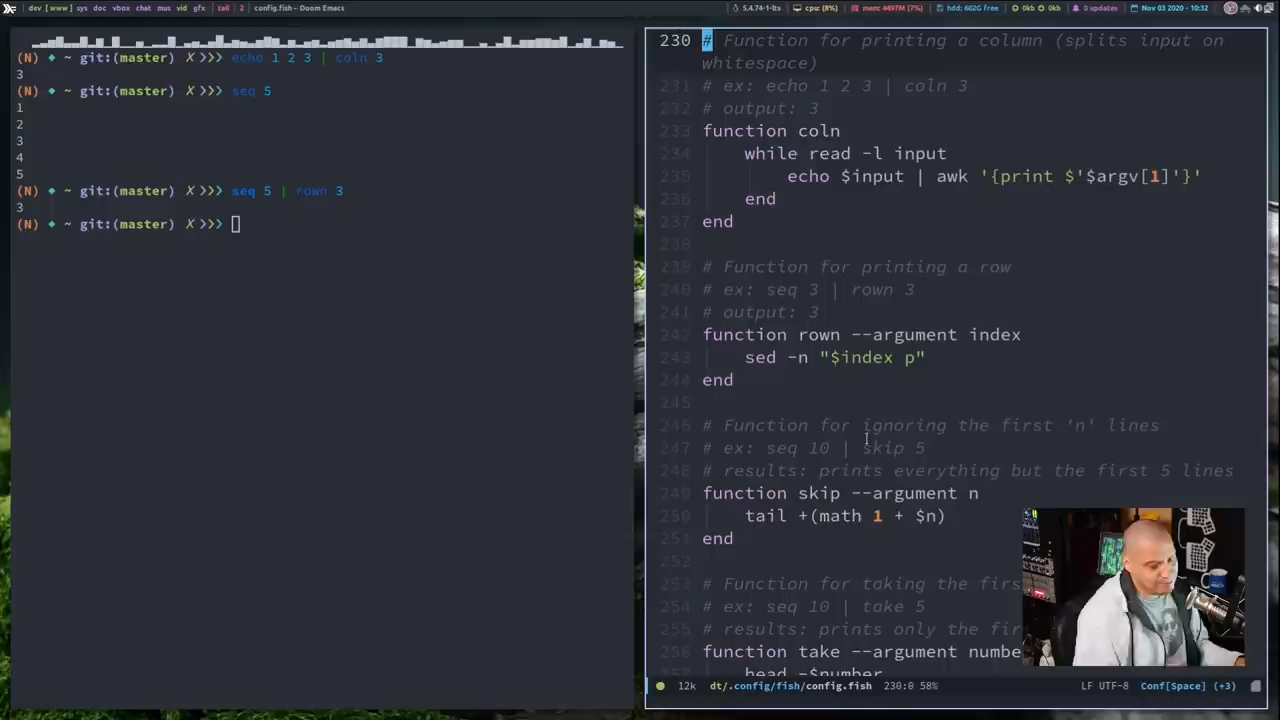 dev [ www ] sys doc vbox chat mus vid gfx | tail | 2 | config.fish - Doom Emacs
5.4.74-1-lts cpu: (8%) mem: 4497M (7%) hdd: 602G free 0kb 0kb 0 updates Nov 03 2020 - 10:32
(N) ◆ ~ git:(master) ✗ >>> echo 1 2 3 | coln 3
3
(N) ◆ ~ git:(master) ✗ >>> seq 5
1
2
3
4
5
(N) ◆ ~ git:(master) ✗ >>> seq 5 | rown 3
3
(N) ◆ ~ git:(master) ✗ >>>
230 # Function for printing a column (splits input on
whitespace)
231 # ex: echo 1 2 3 | coln 3
232 # output: 3
233 function coln
234 while read -l input
235 echo $input | awk '{print $'$argv[1]'}'
236 end
237 end
238
239 # Function for printing a row
240 # ex: seq 3 | rown 3
241 # output: 3
242 function rown --argument index
243 sed -n "$index p"
244 end
245
246 # Function for ignoring the first 'n' lines
247 # ex: seq 10 | skip 5
248 # results: prints everything but the first 5 lines
249 function skip --argument n
250 tail +(math 1 + $n)
251 end
252
253 # Function for taking the firs
254 # ex: seq 10 | take 5
255 # results: prints only the fir
256 function take --argument numbe
257 head -$number
12k dt/.config/fish/config.fish 230:0 58% LF UTF-8 Conf[Space] (+3)